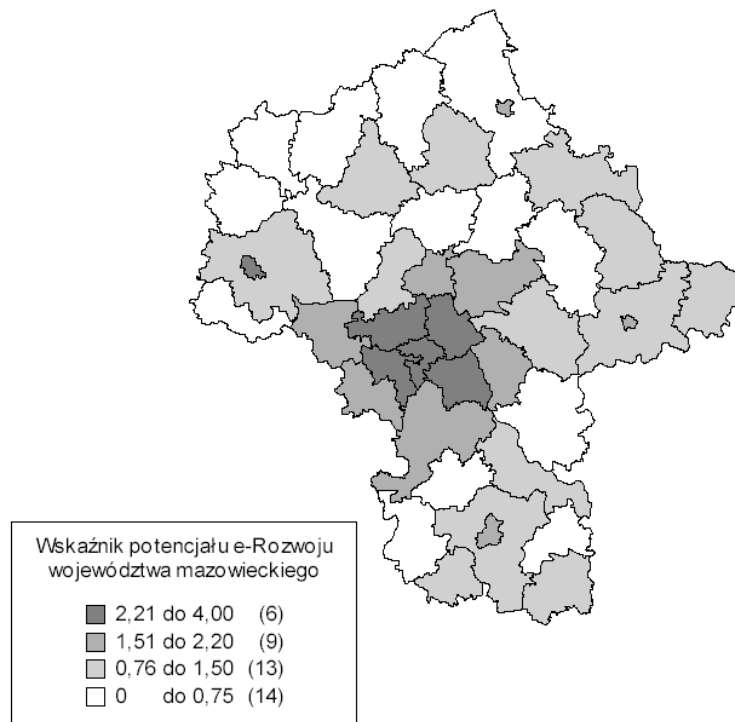 Wskaźnik potencjału e-Rozwoju
województwa mazowieckiego
2,21 do 4,00 (6)
1,51 do 2,20 (9)
0,76 do 1,50 (13)
0 do 0,75 (14)